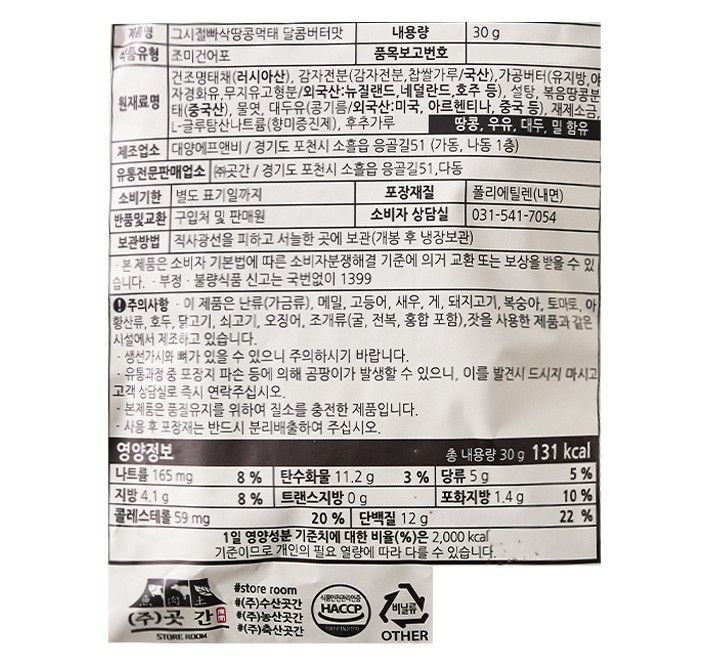 제품명 그시절빠삭땅콩먹태 달콤버터맛 내용량 30 g
식품유형 조미건어포 품목보고번호
원재료명 건조명태채(러시아산), 감자전분(감자전분,찹쌀가루/국산),가공버터(유지방,야
자경화유,무지유고형분/외국산:뉴질랜드,네덜란드,호주 등), 설탕, 볶음땅콩분
태(중국산), 물엿, 대두유(콩기름/외국산:미국, 아르헨티나, 중국 등), 재제소금,
L-글루탐산나트륨(향미증진제), 후추가루 땅콩, 우유, 대두, 밀 함유
제조업소 대양에프앤비 / 경기도 포천시 소흘읍 응골길51 (가동, 나동 1층)
유통전문판매업소 ㈜곳간 / 경기도 포천시 소흘읍 응골길51,다동
소비기한 별도 표기일까지 포장재질 폴리에틸렌(내면)
반품및교환 구입처 및 판매원 소비자 상담실 031-541-7054
보관방법 직사광선을 피하고 서늘한 곳에 보관(개봉 후 냉장보관)
· 본 제품은 소비자 기본법에 따른 소비자분쟁해결 기준에 의거 교환 또는 보상을 받을 수 있
습니다. · 부정 · 불량식품 신고는 국번없이 1399
주의사항 · 이 제품은 난류(가금류), 메밀, 고등어, 새우, 게, 돼지고기, 복숭아, 토마토, 아
황산류, 호두, 닭고기, 쇠고기, 오징어, 조개류(굴, 전복, 홍합 포함),잣을 사용한 제품과 같은
시설에서 제조하고 있습니다.
· 생선가시와 뼈가 있을 수 있으니 주의하시기 바랍니다.
· 유통과정 중 포장지 파손 등에 의해 곰팡이가 발생할 수 있으니, 이를 발견시 드시지 마시고
고객 상담실로 즉시 연락주십시오.
· 본제품은 품질유지를 위하여 질소를 충전한 제품입니다.
· 사용 후 포장재는 반드시 분리배출하여 주십시오.
영양정보 총 내용량 30 g 131 kcal
나트륨 165 mg 8 % 탄수화물 11.2 g 3 % 당류 5 g 5 %
지방 4.1 g 8 % 트랜스지방 0 g 포화지방 1.4 g 10 %
콜레스테롤 59 mg 20 % 단백질 12 g 22 %
1일 영양성분 기준치에 대한 비율(%)은 2,000 kcal
기준이므로 개인의 필요 열량에 따라 다를 수 있습니다.
(주)곳간
STORE ROOM
#store room
#(주)수산곳간
#(주)농산곳간
#(주)축산곳간
식품안전관리인증
HACCP
비닐류
OTHER